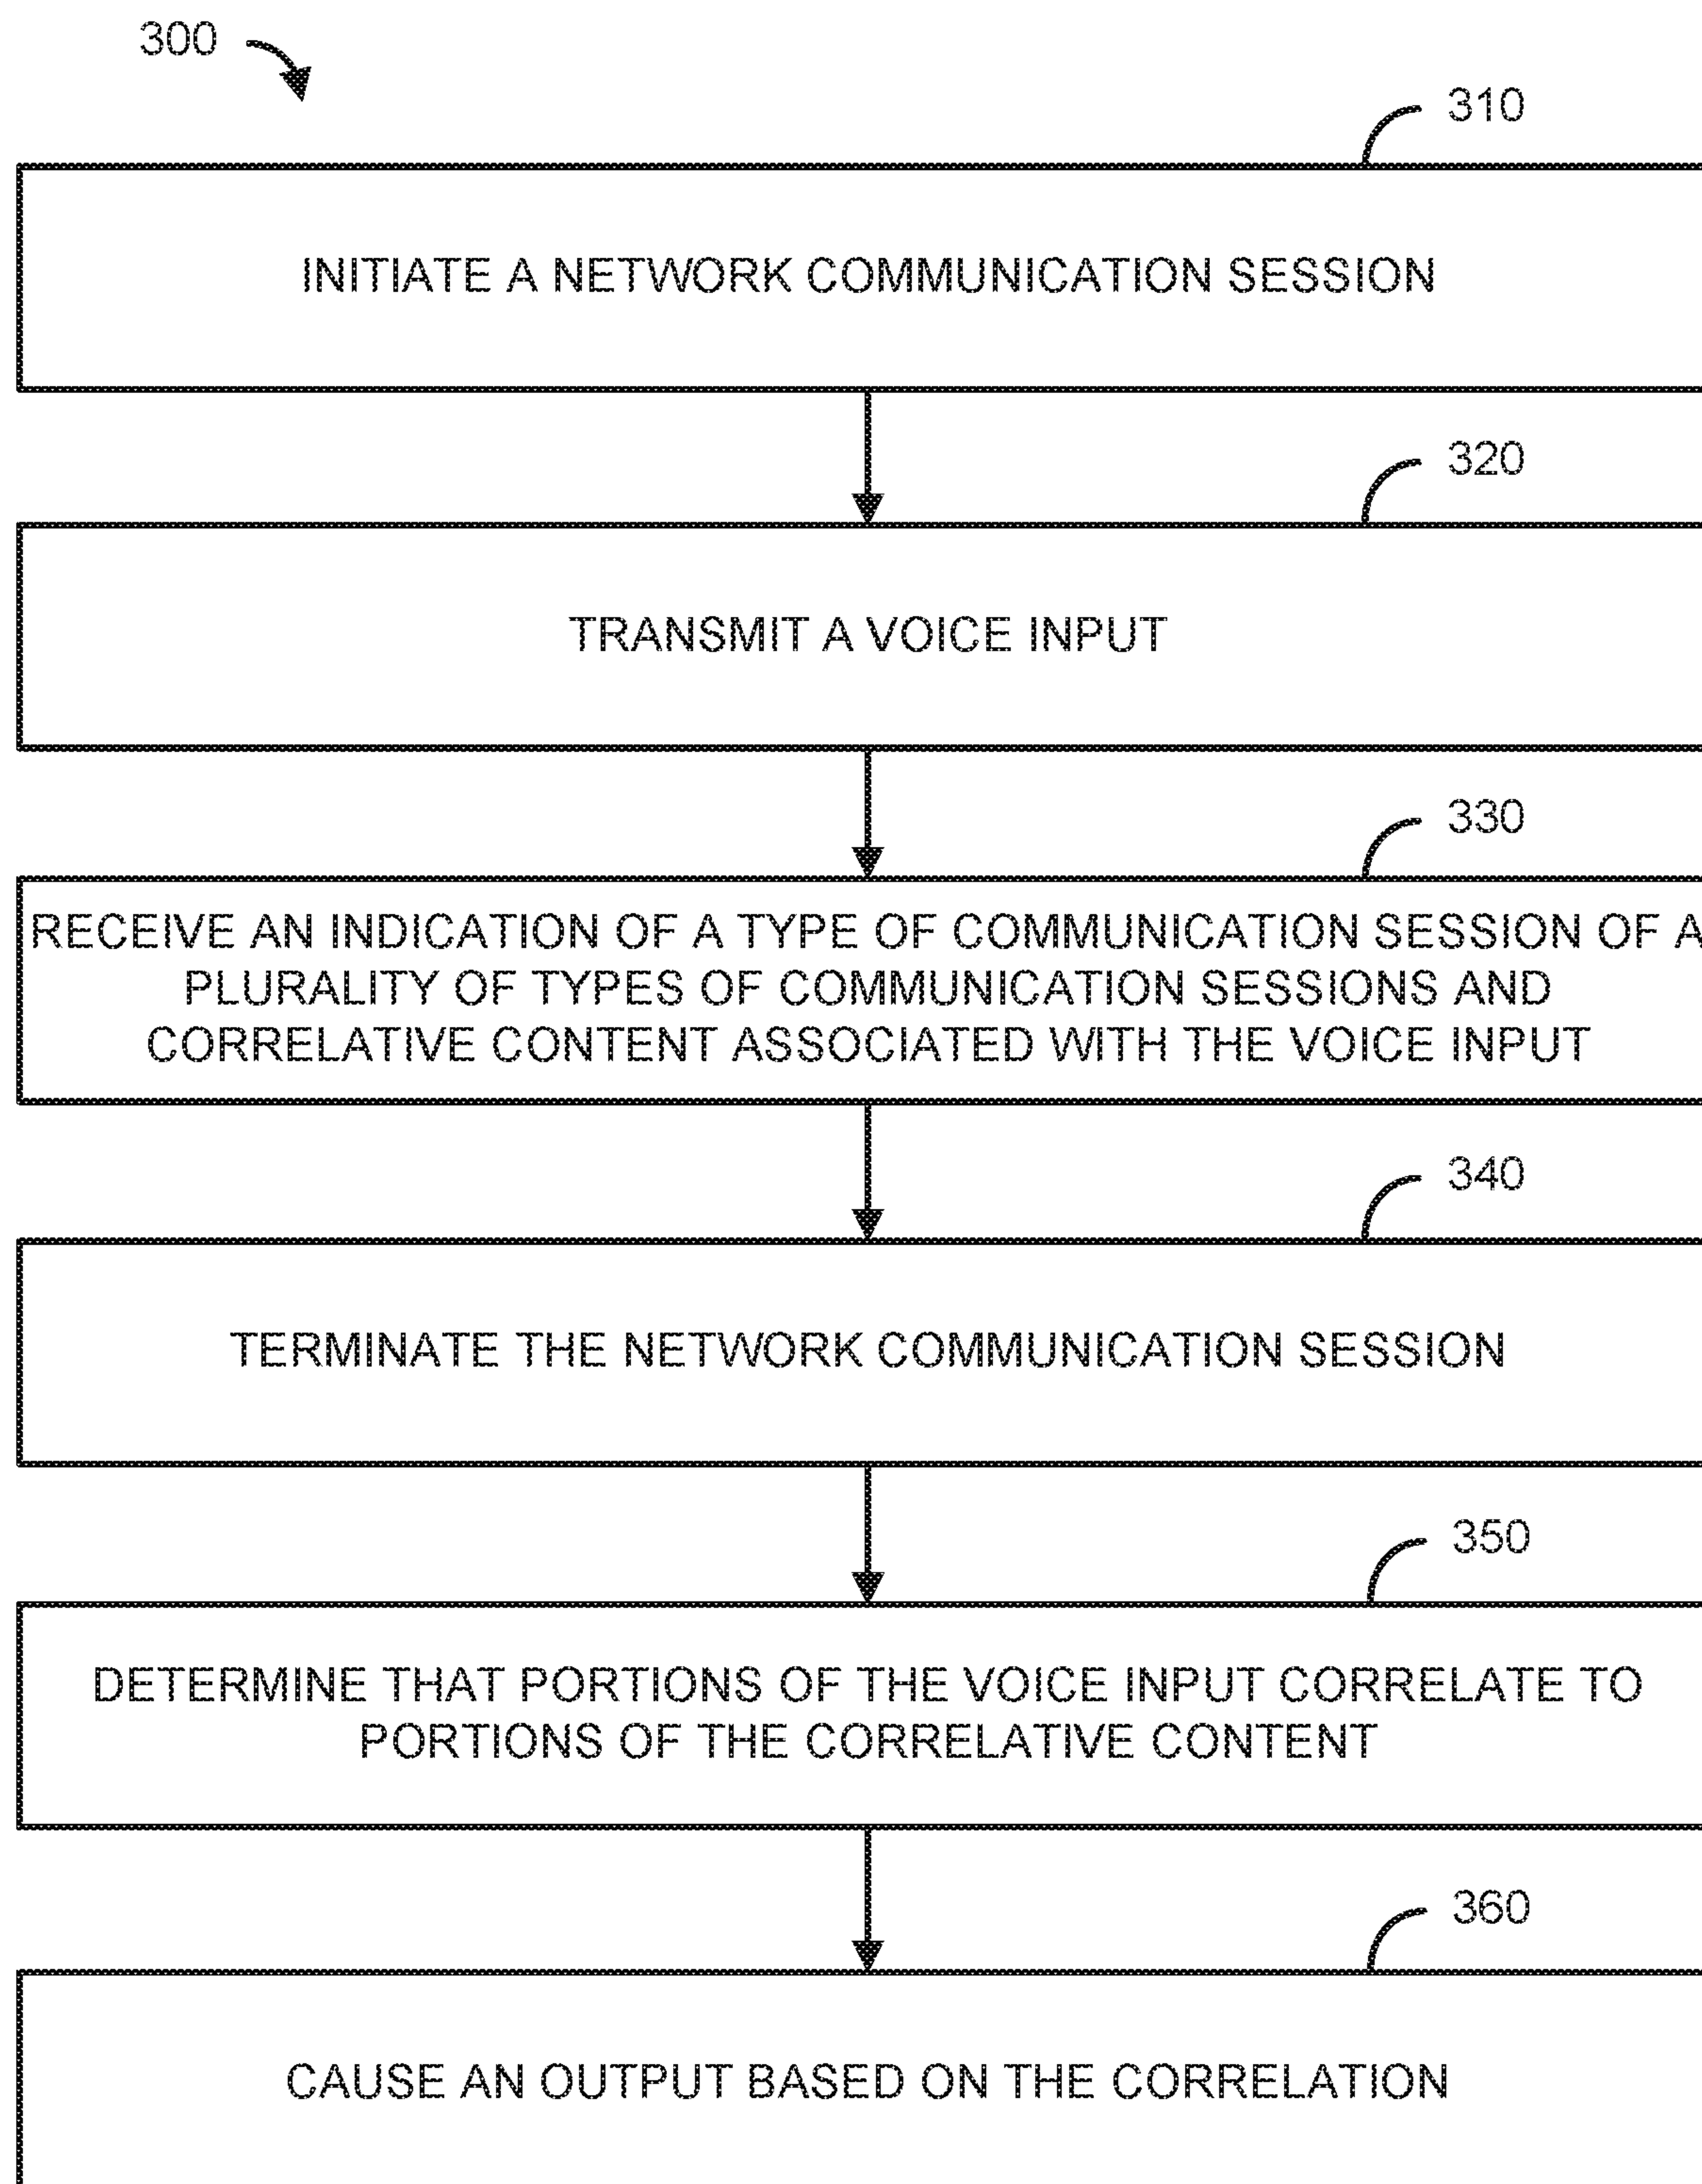 300
310
INITIATE A NETWORK COMMUNICATION SESSION
320
TRANSMIT A VOICE INPUT
330
RECEIVE AN INDICATION OF A TYPE OF COMMUNICATION SESSION OF A
PLURALITY OF TYPES OF COMMUNICATION SESSIONS AND
CORRELATIVE CONTENT ASSOCIATED WITH THE VOICE INPUT
340
TERMINATE THE NETWORK COMMUNICATION SESSION
350
DETERMINE THAT PORTIONS OF THE VOICE INPUT CORRELATE TO
PORTIONS OF THE CORRELATIVE CONTENT
360
CAUSE AN OUTPUT BASED ON THE CORRELATION